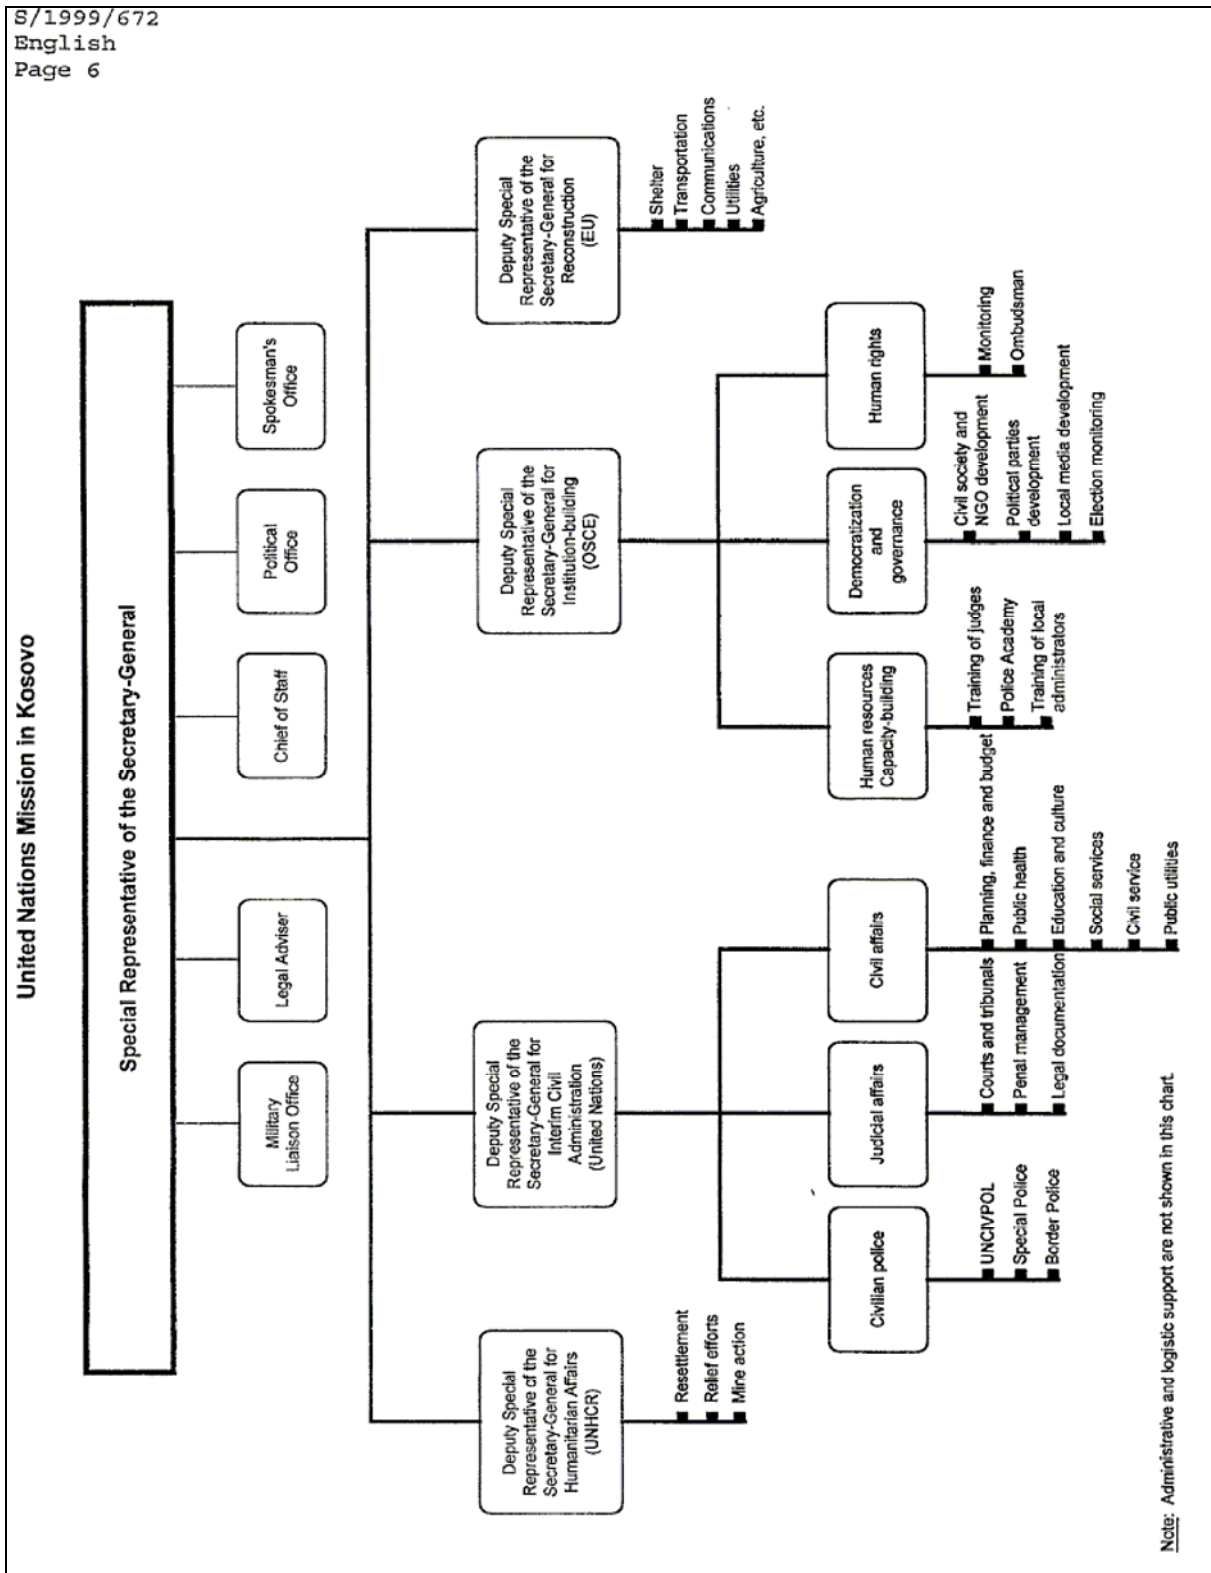 S/1999/672
English
Page 6
United Nations Mission in Kosovo
Special Representative of the Secretary-General
Military
Liaison Office
Legal Adviser
Chief of Staff
Political
Office
Spokesman's
Office
Deputy Special
Representative of the
Secretary-General for
Humanitarian Affairs
(UNHCR)
Resettlement
Relief efforts
Mine action
Deputy Special
Representative of the
Secretary-General for
Interim Civil
Administration
(United Nations)
Civilian police
UNCIVPOL
Special Police
Border Police
Judicial affairs
Courts and tribunals
Penal management
Legal documentation
Civil affairs
Planning, finance and budget
Public health
Education and culture
Social services
Civil service
Public utilities
Deputy Special
Representative of the
Secretary-General for
Institution-building
(OSCE)
Human resources
Capacity-building
Training of judges
Police Academy
Training of local
administrators
Democratization
and
governance
Civil society and
NGO development
Political parties
development
Local media development
Election monitoring
Human rights
Monitoring
Ombudsman
Deputy Special
Representative of the
Secretary-General for
Reconstruction
(EU)
Shelter
Transportation
Communications
Utilities
Agriculture, etc.
Note: Administrative and logistic support are not shown in this chart.